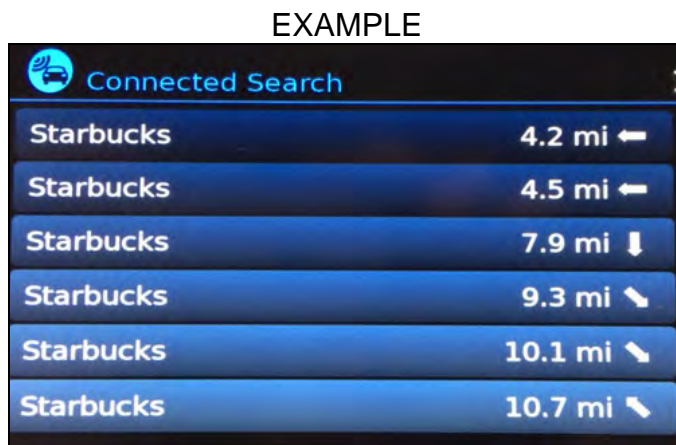 EXAMPLE
Connected Search
Starbucks 4.2 mi
Starbucks 4.5 mi
Starbucks 7.9 mi
Starbucks 9.3 mi
Starbucks 10.1 mi
Starbucks 10.7 mi